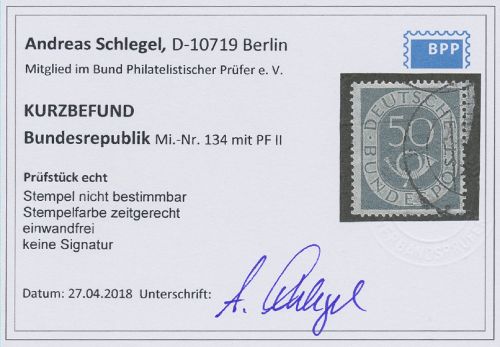 Andreas Schlegel, D-10719 Berlin
BPP
Mitglied im Bund Philatelistischer Prüfer e. V.
KURZBEFUND
Bundesrepublik Mi.-Nr. 134 mit PF II
DEUTSCHE
50
BUNDESPOST
Prüfstück echt
Stempel nicht bestimmbar
Stempelfarbe zeitgerecht
einwandfrei
keine Signatur
Datum: 27.04.2018 Unterschrift: A. Schlegel